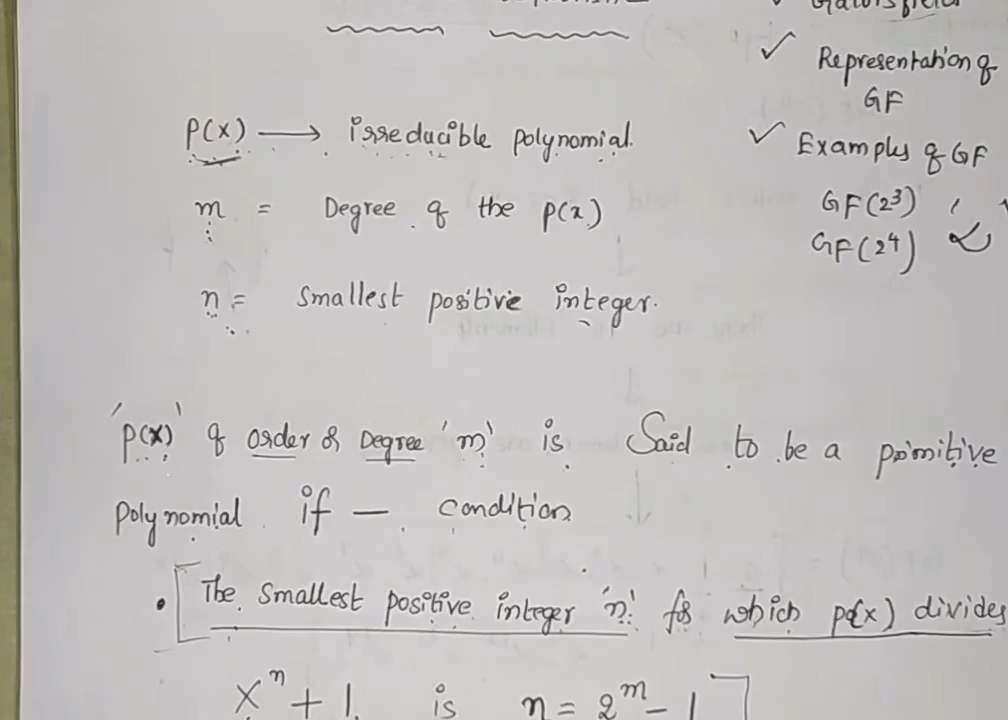 ✓ Representation of
GF
✓ Examples of GF
GF(2³)
GF(2⁴)
P(x) → irreducible polynomial.
m = Degree of the p(x)
n = Smallest positive integer.
'p(x)' of order or Degree 'm' is Said to be a primitive
polynomial if — condition
• [The smallest positive integer 'n' for which p(x) divides
Xⁿ + 1 is n = 2ᵐ - 1]